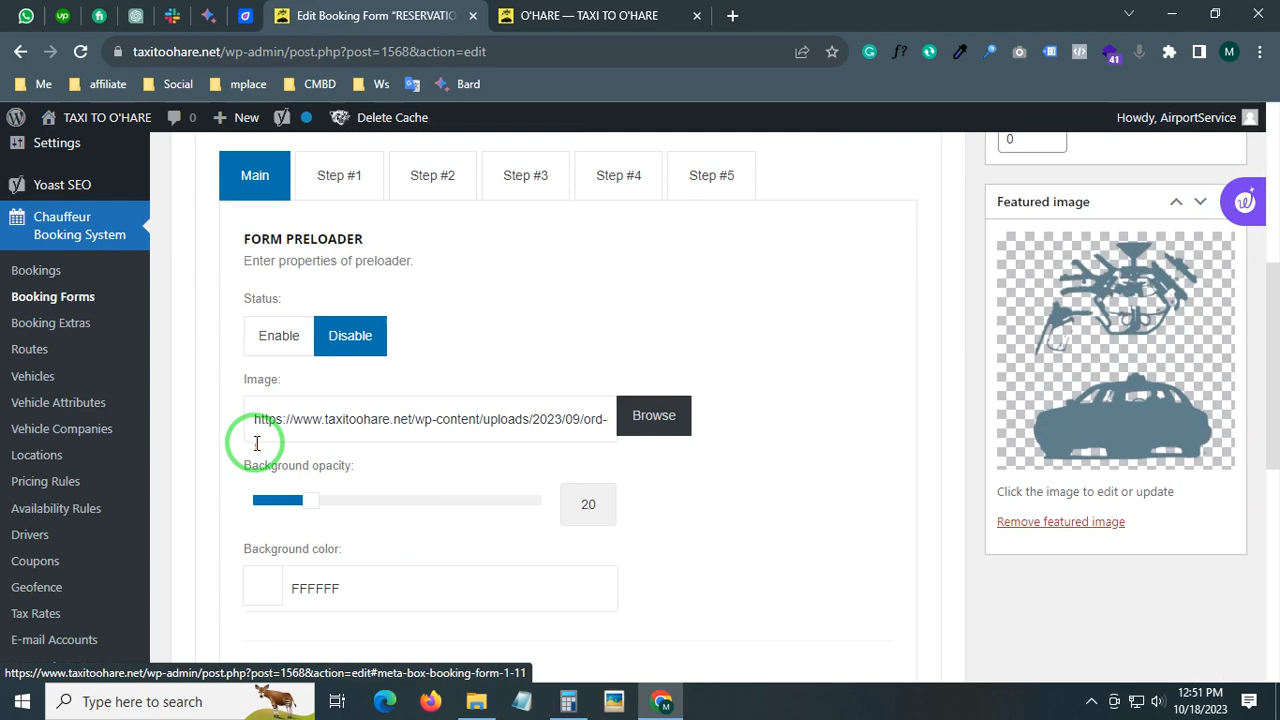 Edit Booking Form “RESERVATIO
O'HARE — TAXI TO O'HARE
taxitoohare.net/wp-admin/post.php?post=1568&action=edit
41
M
Me
affiliate
Social
mplace
CMBD
Ws
Bard
TAXI TO O'HARE
0
New
Delete Cache
Howdy, AirportService
Settings
Yoast SEO
Chauffeur
Booking System
Bookings
Booking Forms
Booking Extras
Routes
Vehicles
Vehicle Attributes
Vehicle Companies
Locations
Pricing Rules
Availability Rules
Drivers
Coupons
Geofence
Tax Rates
E-mail Accounts
Main
Step #1
Step #2
Step #3
Step #4
Step #5
FORM PRELOADER
Enter properties of preloader.
Status:
Enable
Disable
Image:
https://www.taxitoohare.net/wp-content/uploads/2023/09/ord-
Browse
Background opacity:
20
Background color:
FFFFFF
0
Featured image
Click the image to edit or update
Remove featured image
https://www.taxitoohare.net/wp-admin/post.php?post=1568&action=edit#meta-box-booking-form-1-11
Type here to search
12:51 PM
10/18/2023